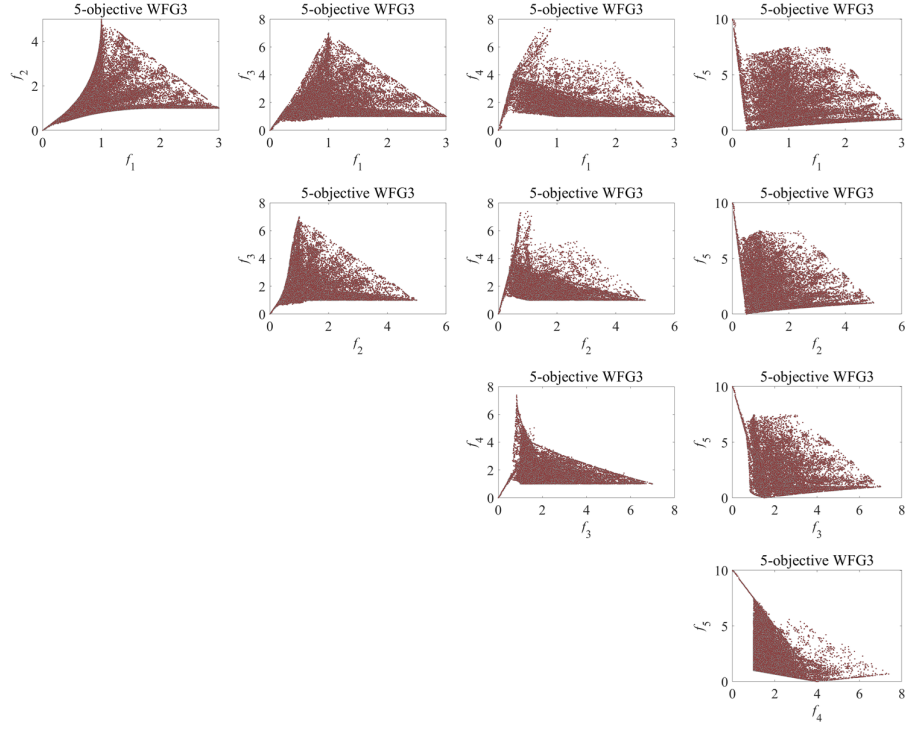 5-objective WFG3 5-objective WFG3 5-objective WFG3 5-objective WFG3
f2 4 2 0 0 1 2 3 f1
f3 8 6 4 2 0 0 1 2 3 f1
f4 8 6 4 2 0 0 1 2 3 f1
f5 10 5 0 0 1 2 3 f1
5-objective WFG3 5-objective WFG3 5-objective WFG3
f3 8 6 4 2 0 0 2 4 6 f2
f4 8 6 4 2 0 0 2 4 6 f2
f5 10 5 0 0 2 4 6 f2
5-objective WFG3 5-objective WFG3
f4 8 6 4 2 0 0 2 4 6 8 f3
f5 10 5 0 0 2 4 6 8 f3
5-objective WFG3
f5 10 5 0 0 2 4 6 8 f4